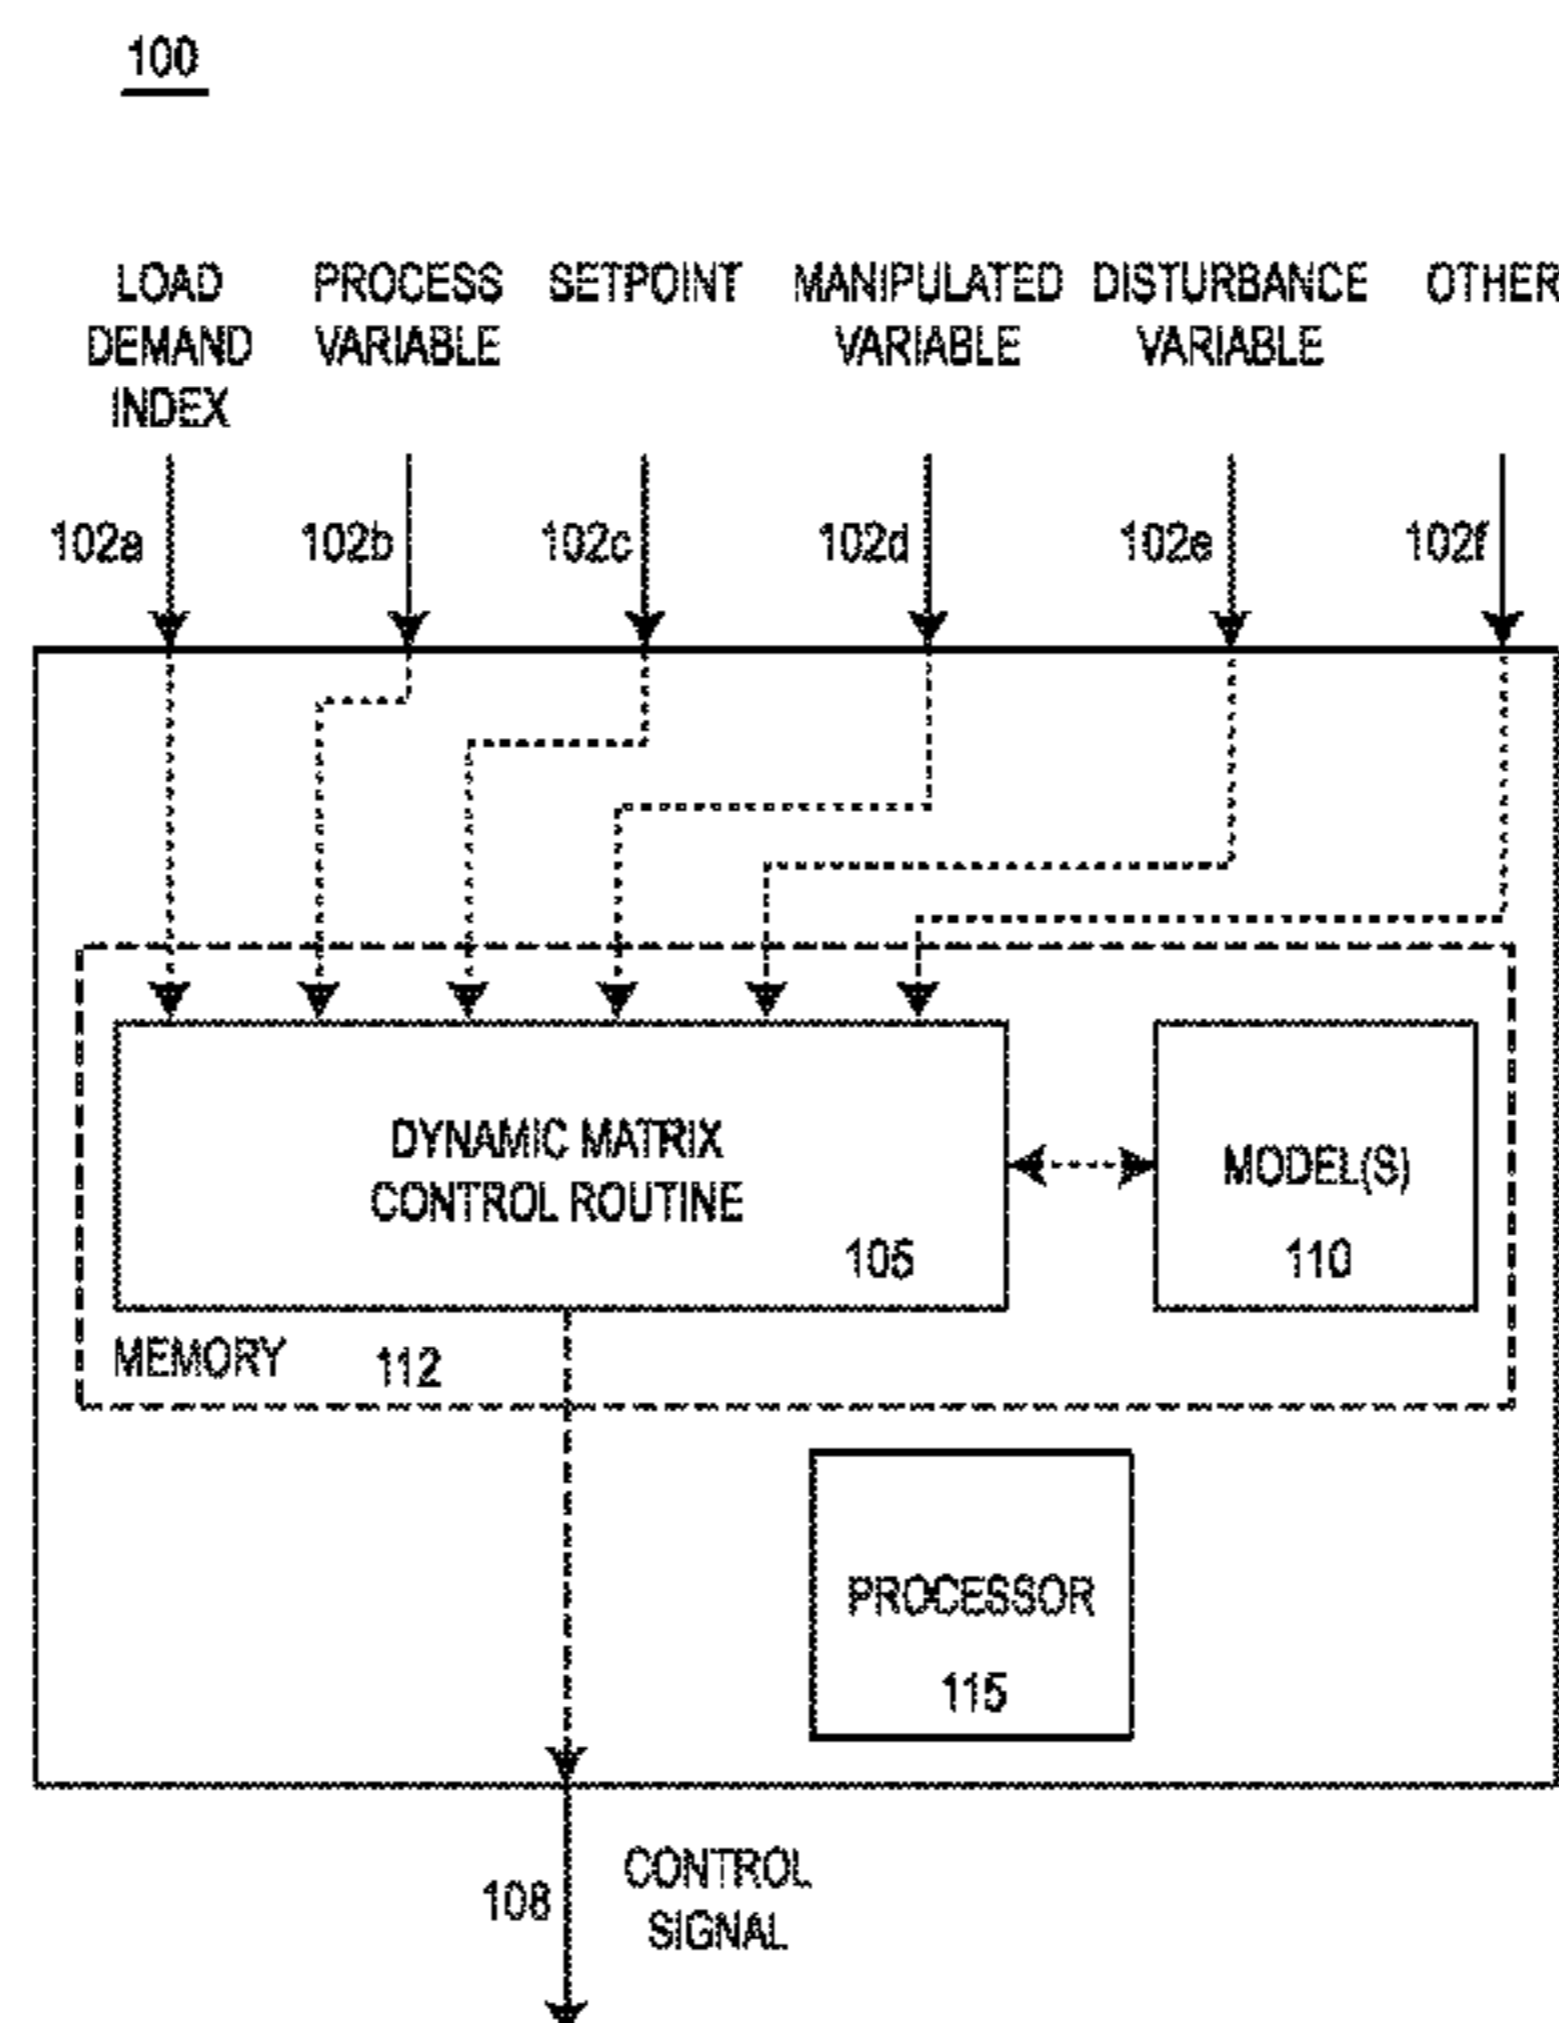 100
LOAD PROCESS SETPOINT MANIPULATED DISTURBANCE OTHER
DEMAND VARIABLE VARIABLE VARIABLE
INDEX
102a 102b 102c 102d 102e 102f
DYNAMIC MATRIX
CONTROL ROUTINE
105
MODEL(S)
110
MEMORY 112
PROCESSOR
115
108
CONTROL
SIGNAL